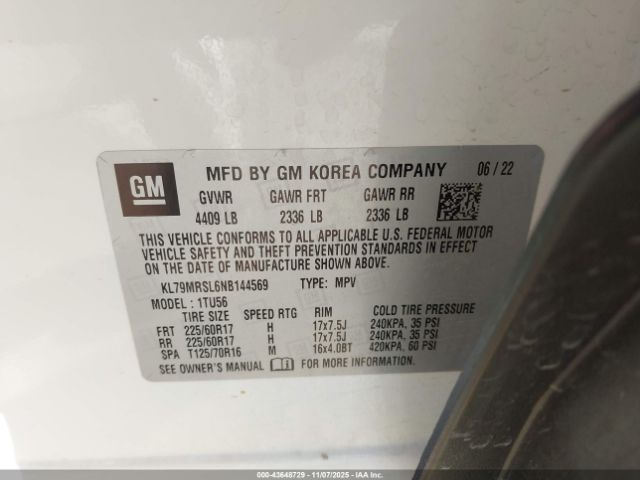 GM
MFD BY GM KOREA COMPANY 06 / 22
GVWR GAWR FRT GAWR RR
4409 LB 2336 LB 2336 LB
THIS VEHICLE CONFORMS TO ALL APPLICABLE U.S. FEDERAL MOTOR
VEHICLE SAFETY AND THEFT PREVENTION STANDARDS IN EFFECT
ON THE DATE OF MANUFACTURE SHOWN ABOVE.
KL79MRSL6NB144569 TYPE: MPV
MODEL: 1TU56
TIRE SIZE SPEED RTG RIM COLD TIRE PRESSURE
FRT 225/60R17 H 17x7.5J 240KPA, 35 PSI
RR 225/60R17 H 17x7.5J 240KPA, 35 PSI
SPA T125/70R16 M 16x4.0BT 420KPA, 60 PSI
SEE OWNER'S MANUAL FOR MORE INFORMATION.
000-43648729 - 11/07/2025 - IAAI.COM